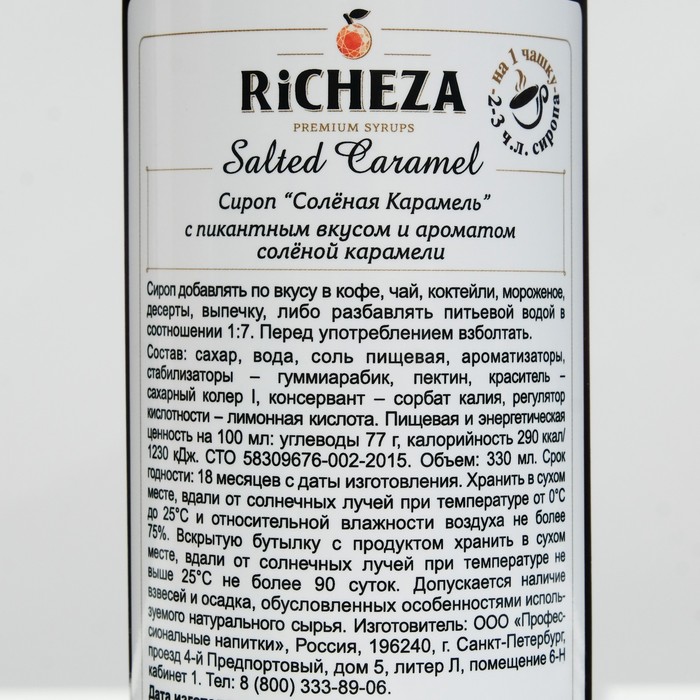 RiCHEZA
PREMIUM SYRUPS
на 1 чашку
2-3 ч.л. сиропа
Salted Caramel
Сироп “Солёная Карамель”
с пикантным вкусом и ароматом
солёной карамели
Сироп добавлять по вкусу в кофе, чай, коктейли, мороженое,
десерты, выпечку, либо разбавлять питьевой водой в
соотношении 1:7. Перед употреблением взболтать.
Состав: сахар, вода, соль пищевая, ароматизаторы,
стабилизаторы – гуммиарабик, пектин, краситель –
сахарный колер I, консервант – сорбат калия, регулятор
кислотности – лимонная кислота. Пищевая и энергетическая
ценность на 100 мл: углеводы 77 г, калорийность 290 ккал/
1230 кДж. СТО 58309676-002-2015. Объем: 330 мл. Срок
годности: 18 месяцев с даты изготовления. Хранить в сухом
месте, вдали от солнечных лучей при температуре от 0°С
до 25°С и относительной влажности воздуха не более
75%. Вскрытую бутылку с продуктом хранить в сухом
месте, вдали от солнечных лучей при температуре не
выше 25°С не более 90 суток. Допускается наличие
взвесей и осадка, обусловленных особенностями исполь-
зуемого натурального сырья. Изготовитель: ООО «Профес-
сиональные напитки», Россия, 196240, г. Санкт-Петербург,
проезд 4-й Предпортовый, дом 5, литер Л, помещение 6-Н
кабинет 1. Тел: 8 (800) 333-89-06.